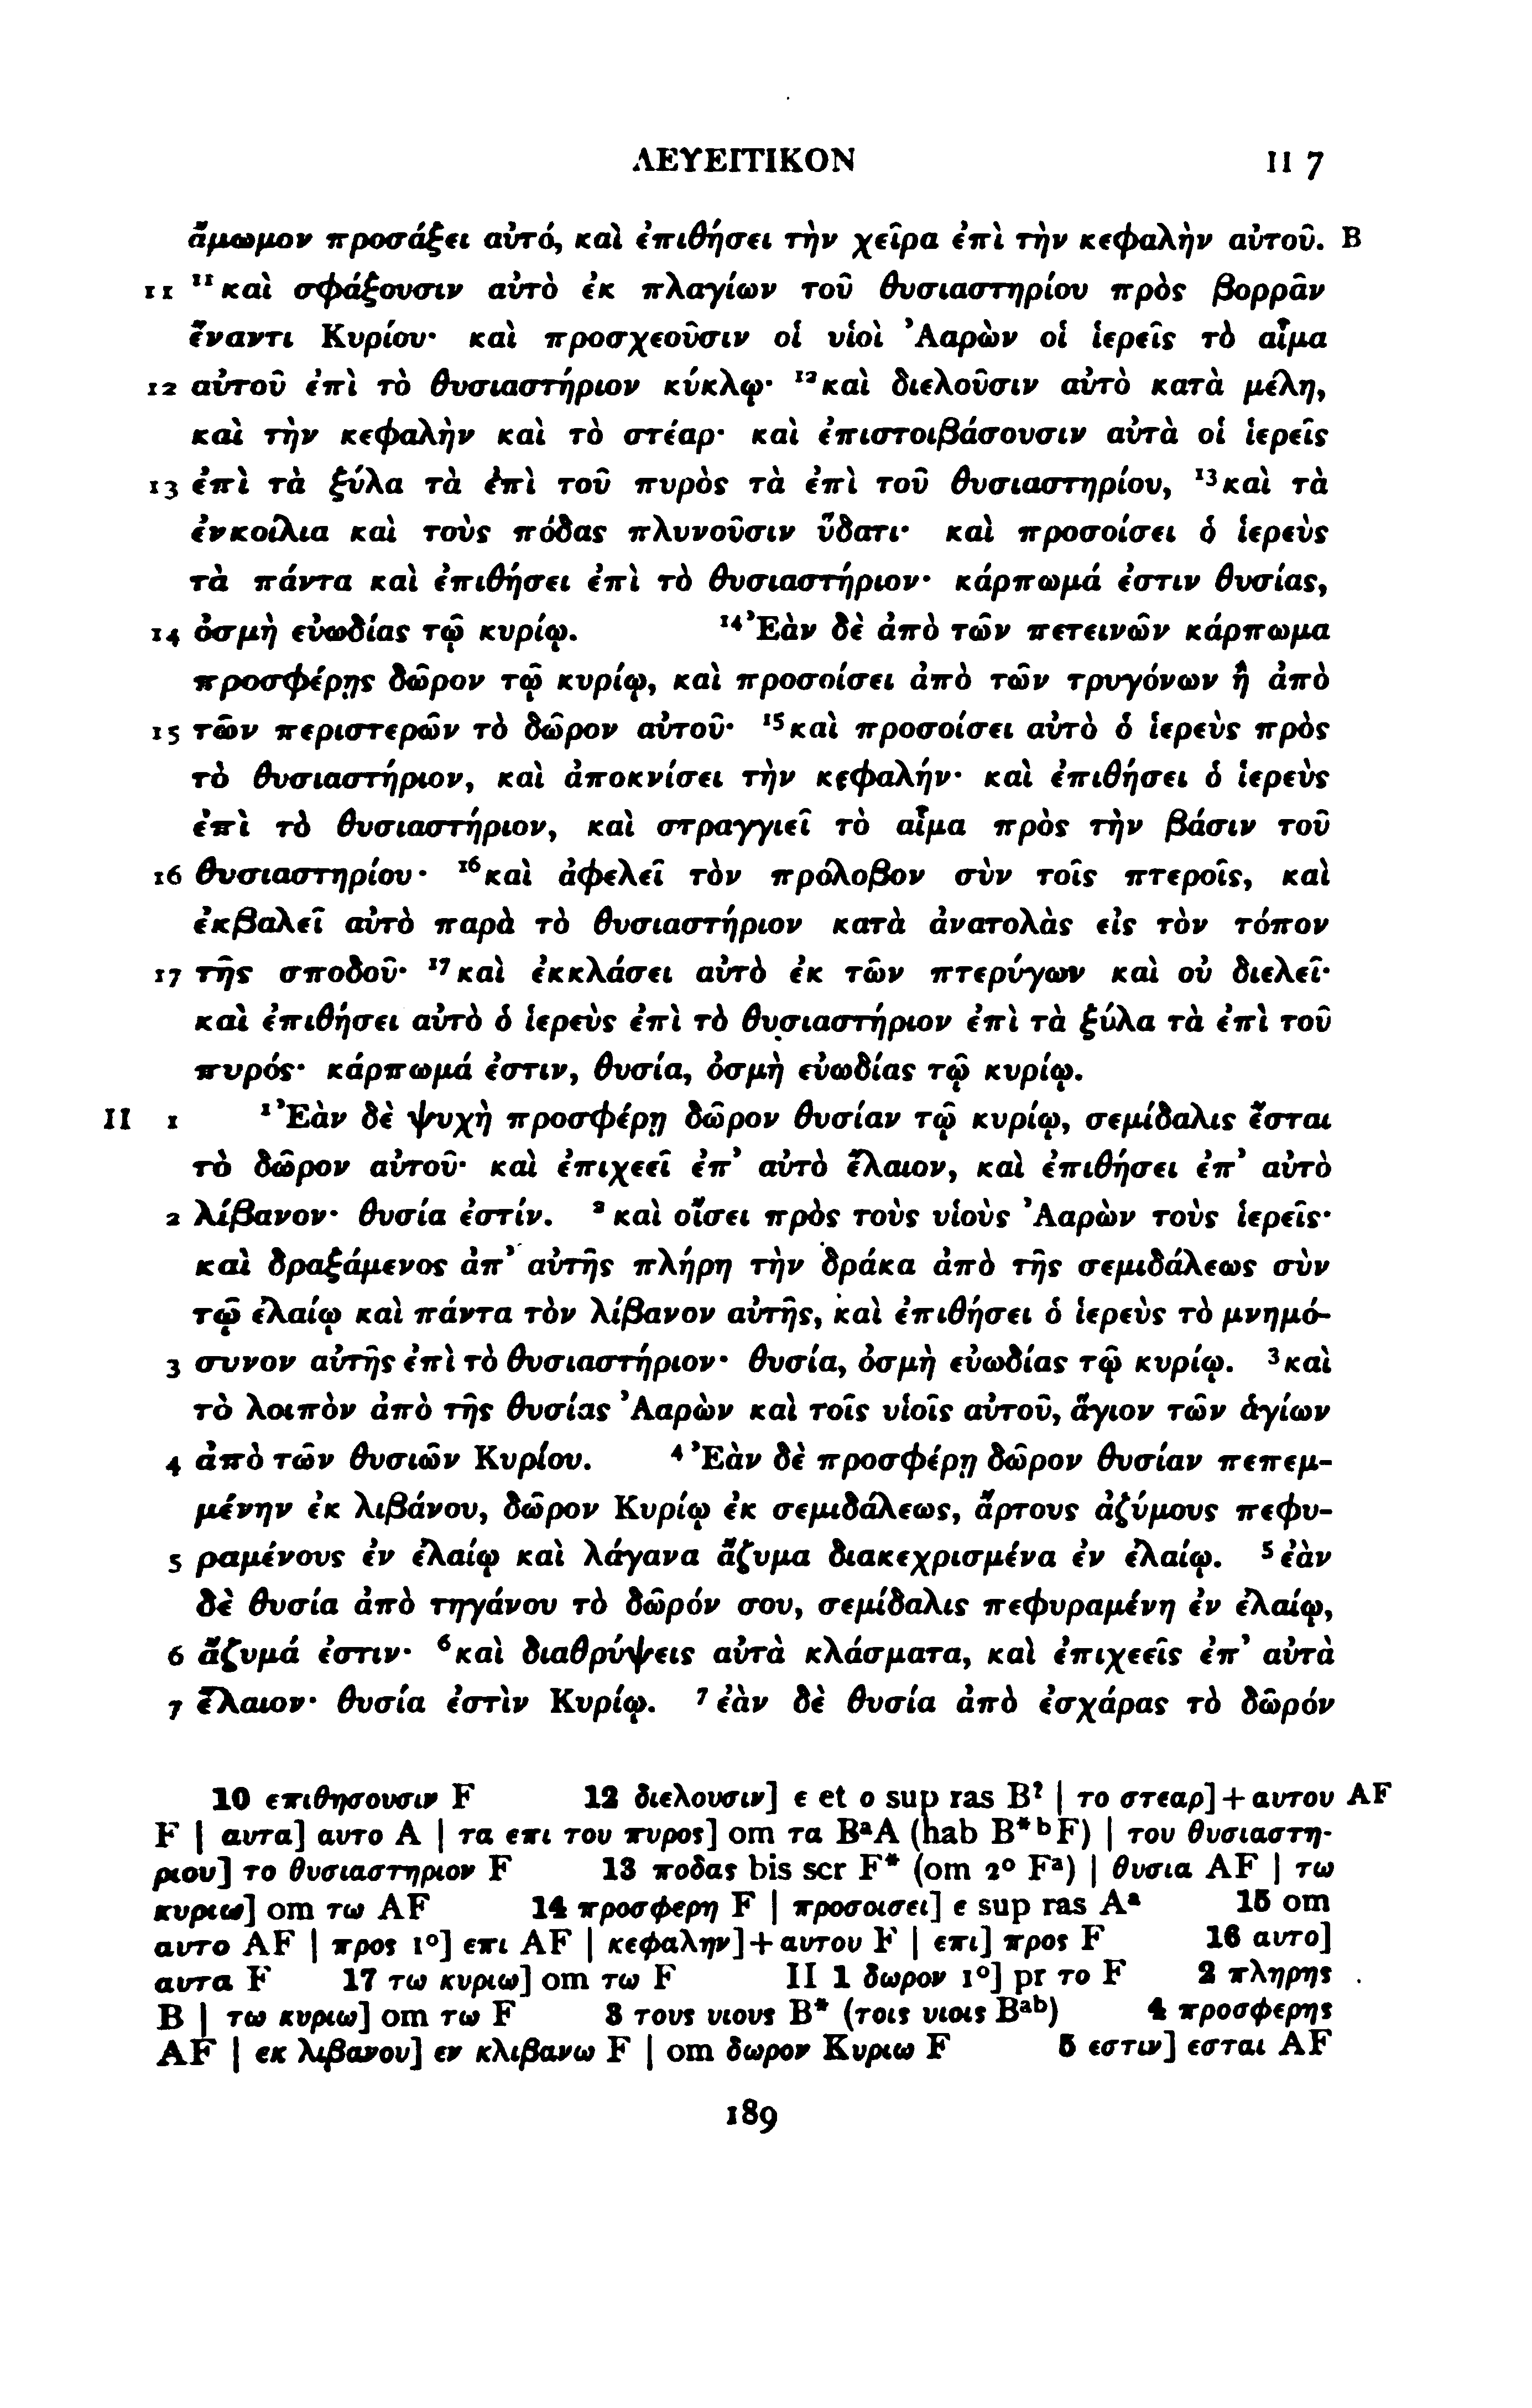 ΛΕΥΕΙΤΙΚΟΝ II 7
ἄμωμον προσάξει αὐτό, καὶ ἐπιθήσει τὴν χεῖρα ἐπὶ τὴν κεφαλὴν αὐτοῦ. B
11 ¹¹καὶ σφάξουσιν αὐτὸ ἐκ πλαγίων τοῦ θυσιαστηρίου πρὸς βορρᾶν
ἔναντι Κυρίου· καὶ προσχεοῦσιν οἱ υἱοὶ Ἀαρὼν οἱ ἱερεῖς τὸ αἷμα
12 αὐτοῦ ἐπὶ τὸ θυσιαστήριον κύκλῳ· ¹²καὶ διελοῦσιν αὐτὸ κατὰ μέλη,
καὶ τὴν κεφαλὴν καὶ τὸ στέαρ· καὶ ἐπιστοιβάσουσιν αὐτὰ οἱ ἱερεῖς
13 ἐπὶ τὰ ξύλα τὰ ἐπὶ τοῦ πυρὸς τὰ ἐπὶ τοῦ θυσιαστηρίου, ¹³καὶ τὰ
ἐνκοίλια καὶ τοὺς πόδας πλυνοῦσιν ὕδατι· καὶ προσοίσει ὁ ἱερεὺς
τὰ πάντα καὶ ἐπιθήσει ἐπὶ τὸ θυσιαστήριον· κάρπωμά ἐστιν θυσίας,
14 ὀσμὴ εὐωδίας τῷ κυρίῳ. ¹⁴Ἐὰν δὲ ἀπὸ τῶν πετεινῶν κάρπωμα
προσφέρῃς δῶρον τῷ κυρίῳ, καὶ προσοίσει ἀπὸ τῶν τρυγόνων ἢ ἀπὸ
15 τῶν περιστερῶν τὸ δῶρον αὐτοῦ· ¹⁵καὶ προσοίσει αὐτὸ ὁ ἱερεὺς πρὸς
τὸ θυσιαστήριον, καὶ ἀποκνίσει τὴν κεφαλήν· καὶ ἐπιθήσει ὁ ἱερεὺς
ἐπὶ τὸ θυσιαστήριον, καὶ στραγγιεῖ τὸ αἷμα πρὸς τὴν βάσιν τοῦ
16 θυσιαστηρίου· ¹⁶καὶ ἀφελεῖ τὸν πρόλοβον σὺν τοῖς πτεροῖς, καὶ
ἐκβαλεῖ αὐτὸ παρὰ τὸ θυσιαστήριον κατὰ ἀνατολὰς εἰς τὸν τόπον
17 τῆς σποδοῦ· ¹⁷καὶ ἐκκλάσει αὐτὸ ἐκ τῶν πτερύγων καὶ οὐ διελεῖ·
καὶ ἐπιθήσει αὐτὸ ὁ ἱερεὺς ἐπὶ τὸ θυσιαστήριον ἐπὶ τὰ ξύλα τὰ ἐπὶ τοῦ
πυρός· κάρπωμά ἐστιν, θυσία, ὀσμὴ εὐωδίας τῷ κυρίῳ.
II 1 ¹Ἐὰν δὲ ψυχὴ προσφέρῃ δῶρον θυσίαν τῷ κυρίῳ, σεμίδαλις ἔσται
τὸ δῶρον αὐτοῦ· καὶ ἐπιχεεῖ ἐπ’ αὐτὸ ἔλαιον, καὶ ἐπιθήσει ἐπ’ αὐτὸ
2 λίβανον· θυσία ἐστίν. ²καὶ οἴσει πρὸς τοὺς υἱοὺς Ἀαρὼν τοὺς ἱερεῖς·
καὶ δραξάμενος ἀπ’ αὐτῆς πλήρη τὴν δράκα ἀπὸ τῆς σεμιδάλεως σὺν
τῷ ἐλαίῳ καὶ πάντα τὸν λίβανον αὐτῆς, καὶ ἐπιθήσει ὁ ἱερεὺς τὸ μνημό-
3 συνον αὐτῆς ἐπὶ τὸ θυσιαστήριον· θυσία, ὀσμὴ εὐωδίας τῷ κυρίῳ. ³καὶ
τὸ λοιπὸν ἀπὸ τῆς θυσίας Ἀαρὼν καὶ τοῖς υἱοῖς αὐτοῦ, ἅγιον τῶν ἁγίων
4 ἀπὸ τῶν θυσιῶν Κυρίου. ⁴Ἐὰν δὲ προσφέρῃ δῶρον θυσίαν πεπεμ-
μένην ἐκ λιβάνου, δῶρον Κυρίῳ ἐκ σεμιδάλεως, ἄρτους ἀζύμους πεφυ-
5 ραμένους ἐν ἐλαίῳ καὶ λάγανα ἄζυμα διακεχρισμένα ἐν ἐλαίῳ. ⁵ἐὰν
δὲ θυσία ἀπὸ τηγάνου τὸ δῶρόν σου, σεμίδαλις πεφυραμένη ἐν ἐλαίῳ,
6 ἄζυμά ἐστιν· ⁶καὶ διαθρύψεις αὐτὰ κλάσματα, καὶ ἐπιχεεῖς ἐπ’ αὐτὰ
7 ἔλαιον· θυσία ἐστὶν Κυρίῳ. ⁷ἐὰν δὲ θυσία ἀπὸ ἐσχάρας τὸ δῶρόν
10 επιθησουσιν F 12 διελουσιν] ε et ο sup ras B? | το στεαρ]+αυτου AF
F | αυτα] αυτο A | τα επι του πυρος] om τα BᵃA (hab B*ᵇF) | του θυσιαστη-
ριου] το θυσιαστηριον F 13 ποδας bis scr F* (om 2º Fᵃ) | θυσια AF | τω
κυριω] om τω AF 14 προσφερη F | προσοισει] ε sup ras Aᵃ 15 om
αυτο AF | προς 1º] επι AF | κεφαλην]+αυτου F | επι] προς F 16 αυτο]
αυτα F 17 τω κυριω] om τω F II 1 δωρον 1º] pr το F 2 πληρης
B | τω κυριω] om τω F 3 τους υιους B* (τοις υιοις Bᵃᵇ) 4 προσφερης
AF | εκ λιβανου] εν κλιβανω F | om δωρον Κυριω F 5 εστιν] εσται AF
189